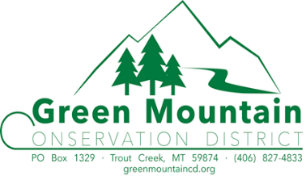 Green Mountain
CONSERVATION DISTRICT
PO Box 1329 · Trout Creek, MT 59874 · (406) 827-4833
greenmountaincd.org